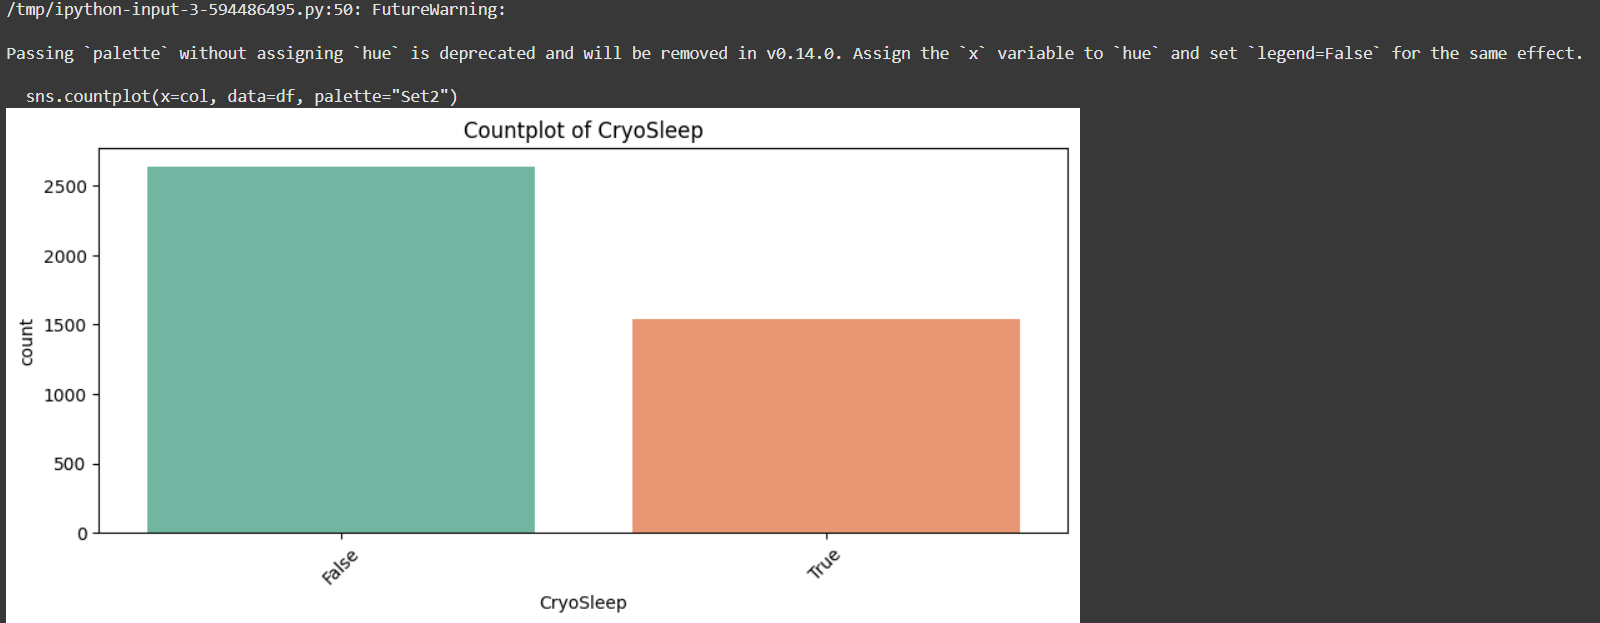 /tmp/ipython-input-3-594486495.py:50: FutureWarning:
Passing `palette` without assigning `hue` is deprecated and will be removed in v0.14.0. Assign the `x` variable to `hue` and set `legend=False` for the same effect.
sns.countplot(x=col, data=df, palette="Set2")
Countplot of CryoSleep
2500
2000
1500
1000
500
0
count
False
True
CryoSleep